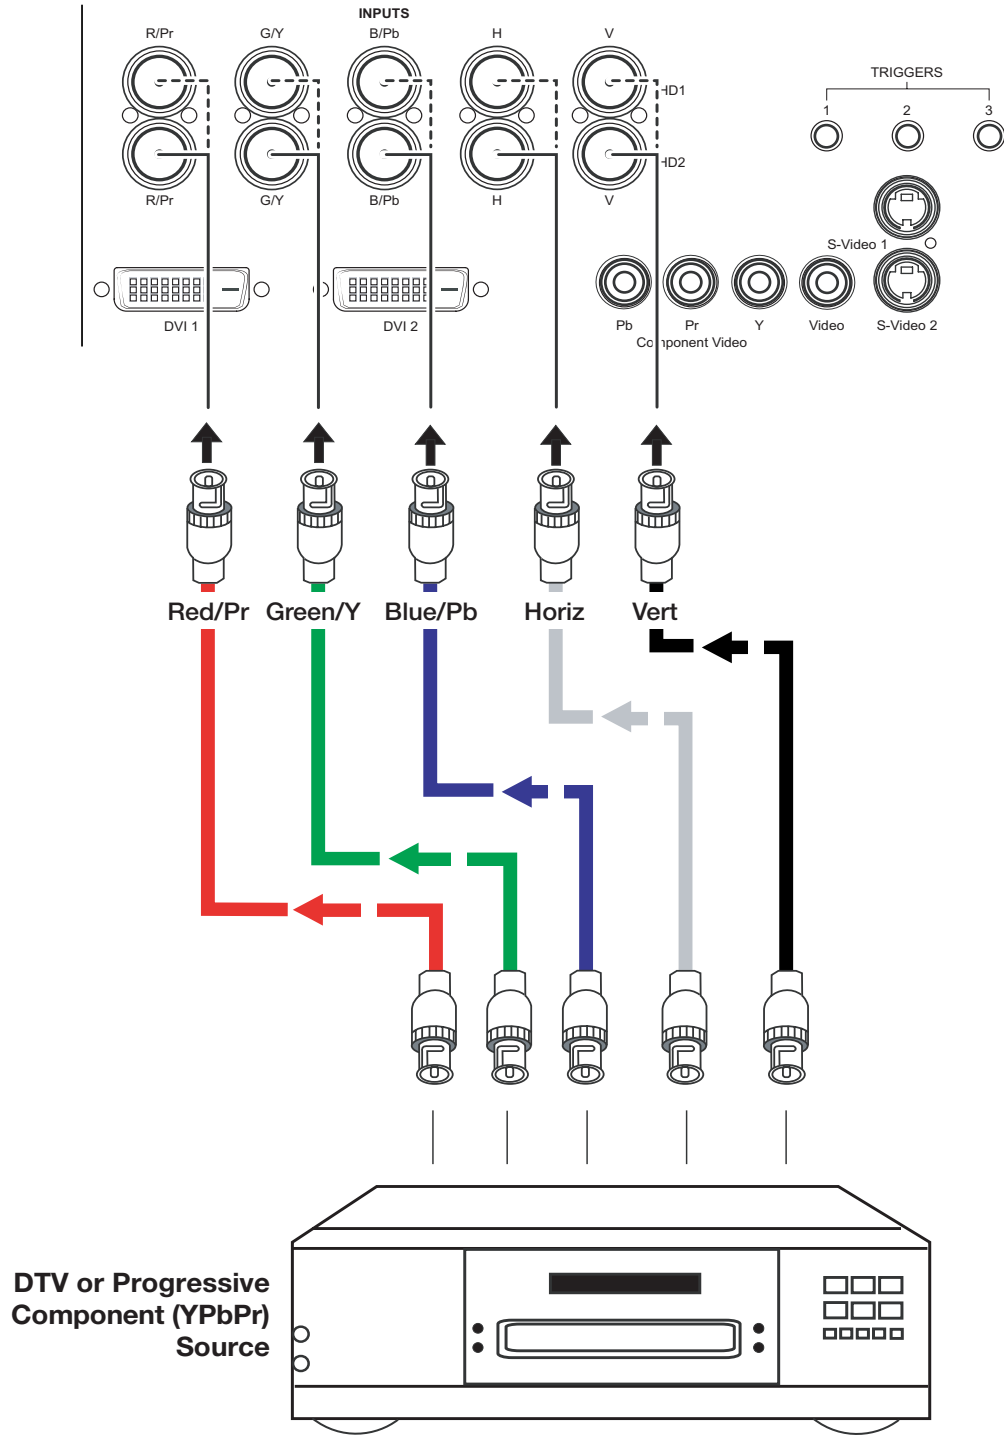 INPUTS
R/Pr G/Y B/Pb H V
HD1
TRIGGERS
1 2 3
HD2
R/Pr G/Y B/Pb H V
S-Video 1
DVI 1 DVI 2
Pb Pr Y Video S-Video 2
Component Video
Red/Pr Green/Y Blue/Pb Horiz Vert
DTV or Progressive
Component (YPbPr)
Source